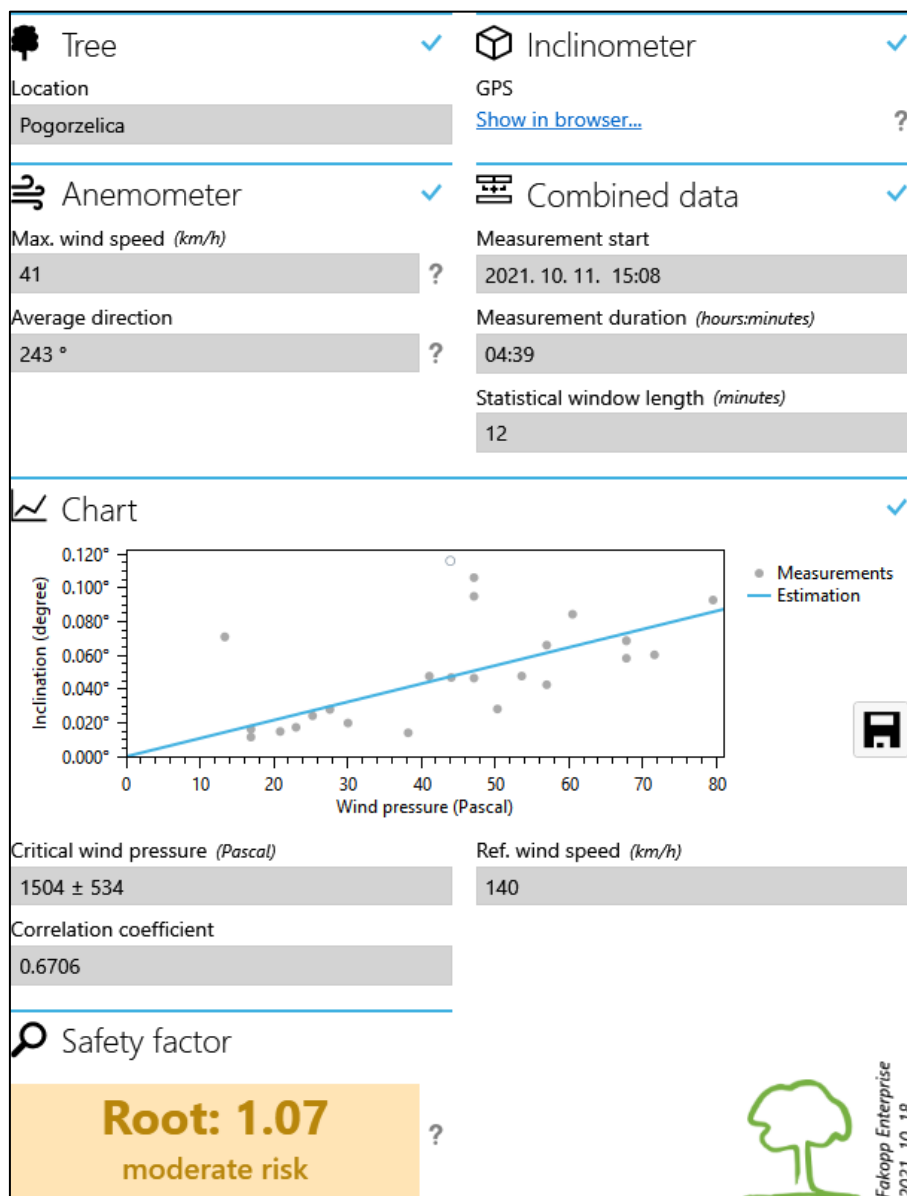 Tree
Location
Pogorzelica
Inclinometer
GPS
Show in browser...
?
Anemometer
Max. wind speed (km/h)
41
?
Average direction
243 °
?
Combined data
Measurement start
2021. 10. 11. 15:08
Measurement duration (hours:minutes)
04:39
Statistical window length (minutes)
12
Chart
0.120°
0.100°
0.080°
0.060°
0.040°
0.020°
0.000°
Inclination (degree)
0 10 20 30 40 50 60 70 80
Wind pressure (Pascal)
Measurements
Estimation
Critical wind pressure (Pascal)
1504 ± 534
Ref. wind speed (km/h)
140
Correlation coefficient
0.6706
Safety factor
Root: 1.07
moderate risk
?
Fakopp Enterprise
2021. 10. 18.